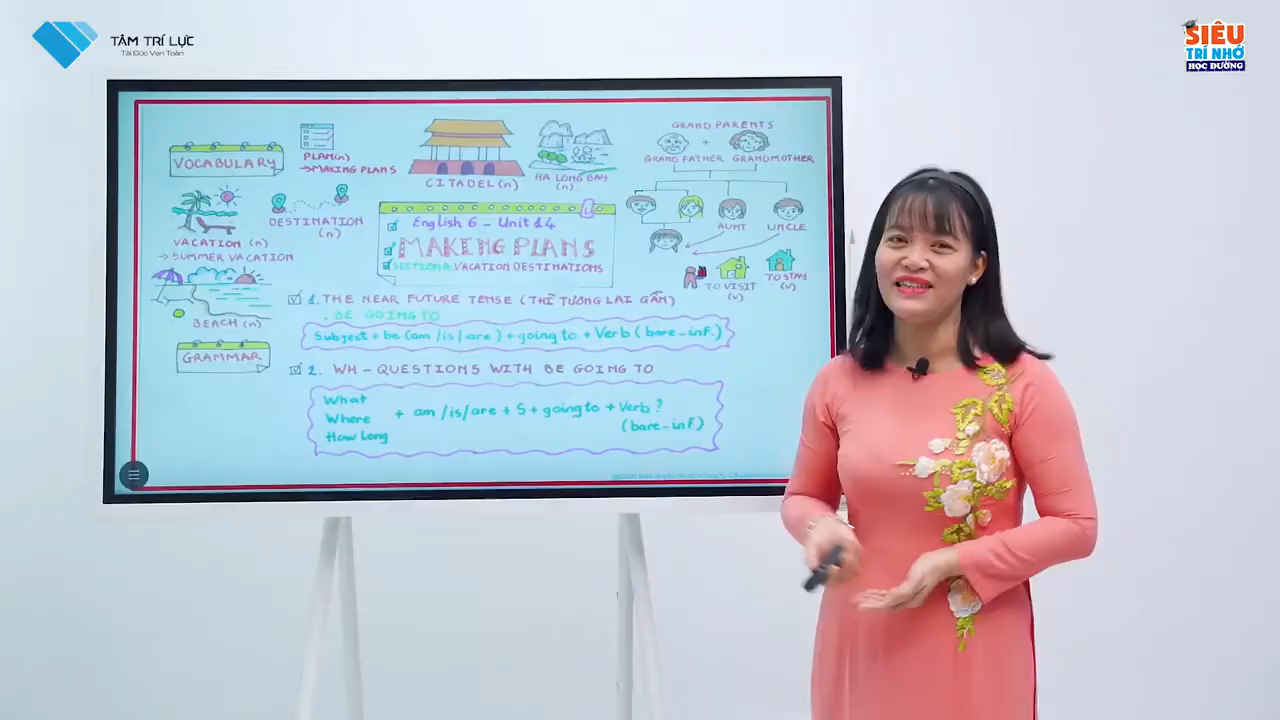 TÂM TRÍ LỰC
Tài Đức Vẹn Toàn
SIÊU
TRÍ NHỚ
HỌC ĐƯỜNG
VOCABULARY
PLAN(n)
→MAKING PLANS
CITADEL(n)
HA LONG BAY
(n)
GRAND PARENTS
GRAND FATHER GRANDMOTHER
DESTINATION
(n)
VACATION (n)
→ SUMMER VACATION
BEACH (n)
AUNT UNCLE
TO VISIT
(v)
TO STAY
(v)
English 6 - Unit 14
MAKING PLANS
SECTION A: VACATION DESTINATIONS
GRAMMAR
1. THE NEAR FUTURE TENSE (THÌ TƯƠNG LAI GẦN)
. BE GOING TO
Subject + be (am /is/ are) + going to + Verb (bare-inf.)
2. WH - QUESTIONS WITH BE GOING TO
What
Where
How long
+ am /is/are + S + going to + Verb ?
(bare-inf.)